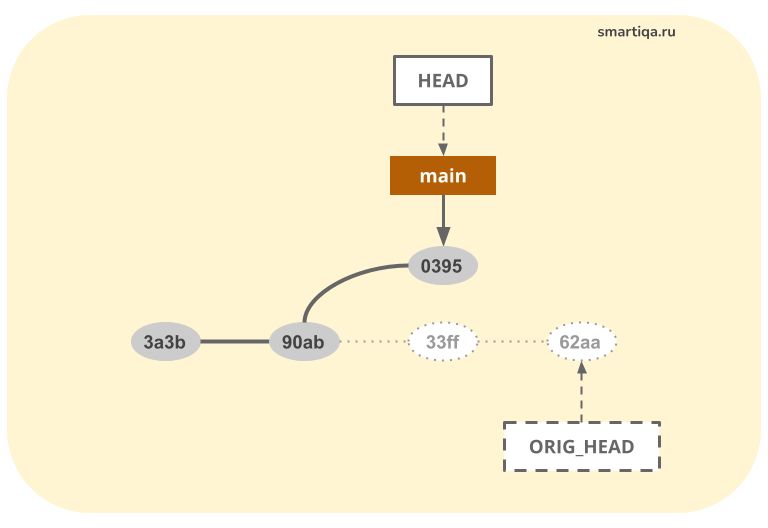 smartiqa.ru
HEAD
main
0395
3a3b 90ab 33ff 62aa
ORIG_HEAD